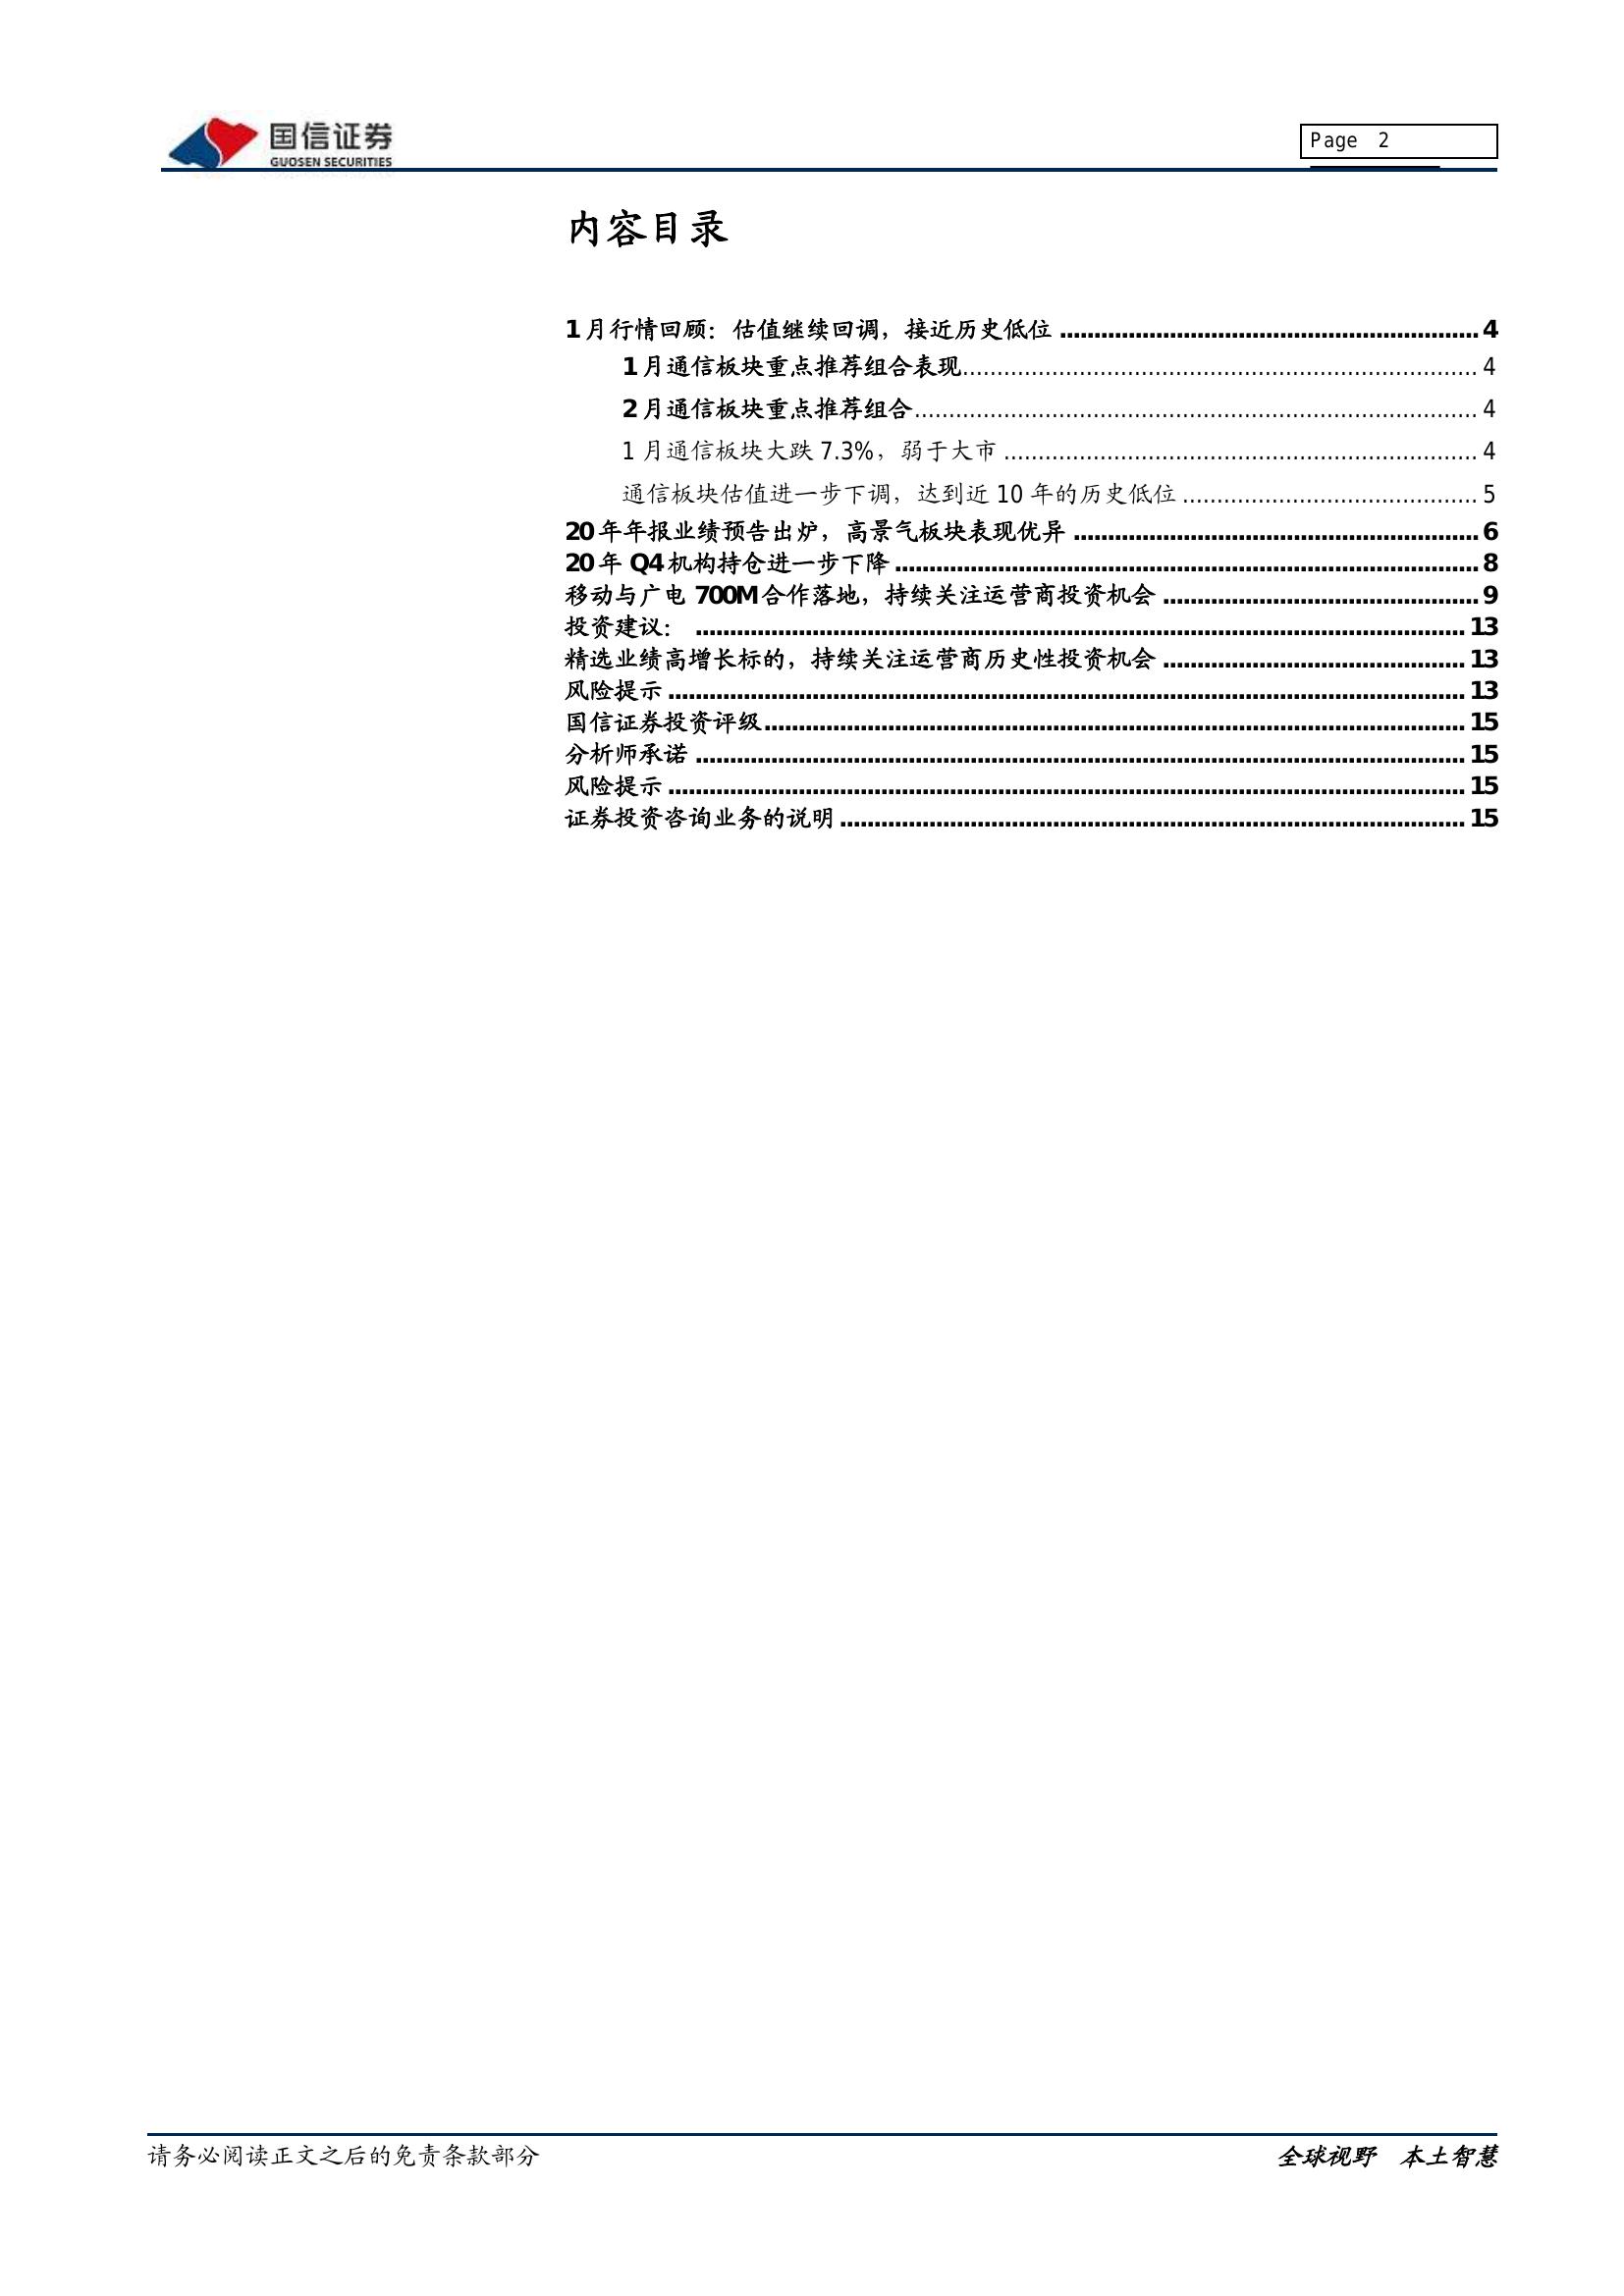 国信证券
GUOSEN SECURITIES
Page 2
内容目录
1 月行情回顾：估值继续回调，接近历史低位 ............................................................. 4
1 月通信板块重点推荐组合表现........................................................................... 4
2 月通信板块重点推荐组合.................................................................................. 4
1 月通信板块大跌 7.3%，弱于大市 ..................................................................... 4
通信板块估值进一步下调，达到近 10 年的历史低位 ........................................... 5
20 年年报业绩预告出炉，高景气板块表现优异 ........................................................... 6
20 年 Q4 机构持仓进一步下降 ..................................................................................... 8
移动与广电 700M 合作落地，持续关注运营商投资机会 .............................................. 9
投资建议： ................................................................................................................ 13
精选业绩高增长标的，持续关注运营商历史性投资机会 ............................................ 13
风险提示 .................................................................................................................... 13
国信证券投资评级...................................................................................................... 15
分析师承诺 ................................................................................................................ 15
风险提示 .................................................................................................................... 15
证券投资咨询业务的说明 ........................................................................................... 15
请务必阅读正文之后的免责条款部分
全球视野 本土智慧